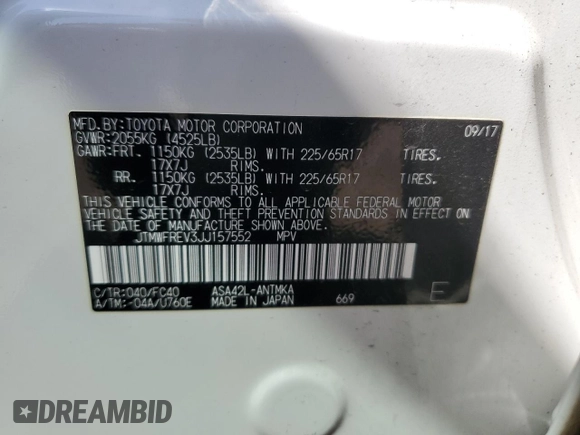 MFD.BY:TOYOTA MOTOR CORPORATION 09/17
GVWR:2055KG (4525LB)
GAWR:FRT. 1150KG (2535LB) WITH 225/65R17 TIRES.
17X7J RIMS.
RR. 1150KG (2535LB) WITH 225/65R17 TIRES.
17X7J RIMS.
THIS VEHICLE CONFORMS TO ALL APPLICABLE FEDERAL MOTOR
VEHICLE SAFETY AND THEFT PREVENTION STANDARDS IN EFFECT ON
THE DATE OF MANUFACTURE SHOWN ABOVE.
JTMWFREV3JJ157552 MPV
C/TR:040/FC40 ASA42L-ANTMKA
A/TM:-04A/U760E MADE IN JAPAN 669 E
DREAMBID